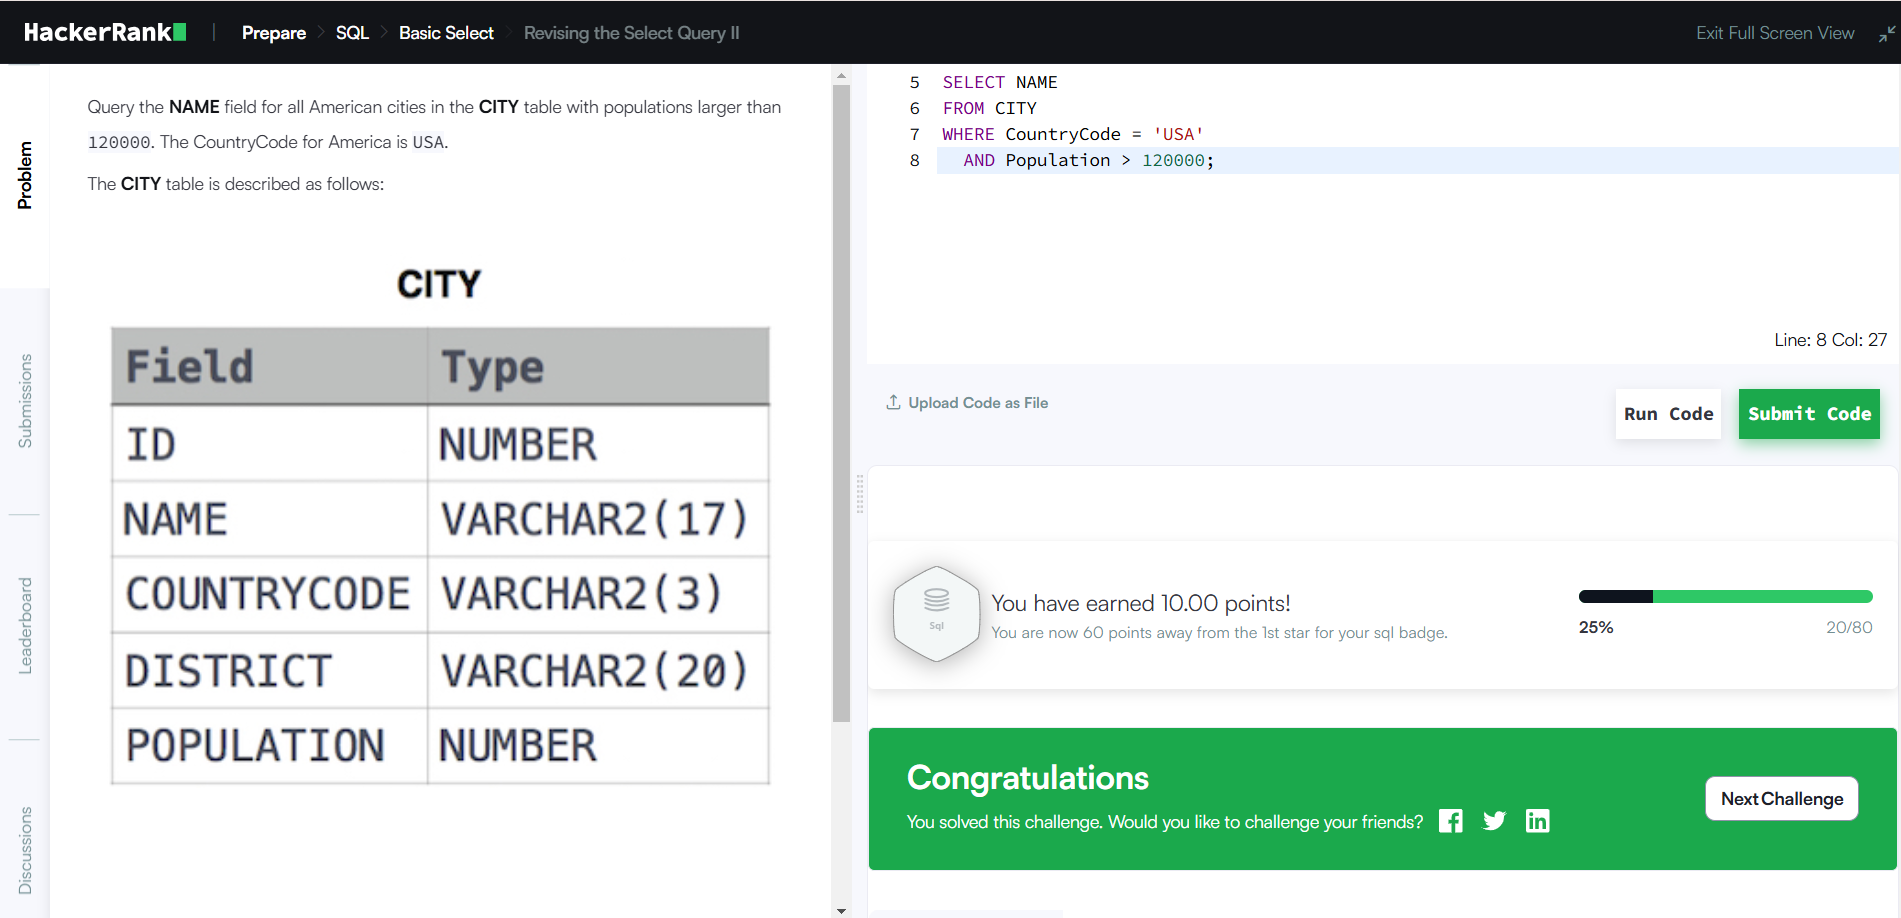 HackerRank
Prepare
SQL
Basic Select
Revising the Select Query II
Exit Full Screen View
Problem
Submissions
Leaderboard
Discussions
Query the NAME field for all American cities in the CITY table with populations larger than
120000. The CountryCode for America is USA.
The CITY table is described as follows:
CITY
Field Type
ID NUMBER
NAME VARCHAR2(17)
COUNTRYCODE VARCHAR2(3)
DISTRICT VARCHAR2(20)
POPULATION NUMBER
5 SELECT NAME
6 FROM CITY
7 WHERE CountryCode = 'USA'
8 AND Population > 120000;
Line: 8 Col: 27
Upload Code as File
Run Code
Submit Code
Sql
You have earned 10.00 points!
You are now 60 points away from the 1st star for your sql badge.
25%
20/80
Congratulations
You solved this challenge. Would you like to challenge your friends?
Next Challenge